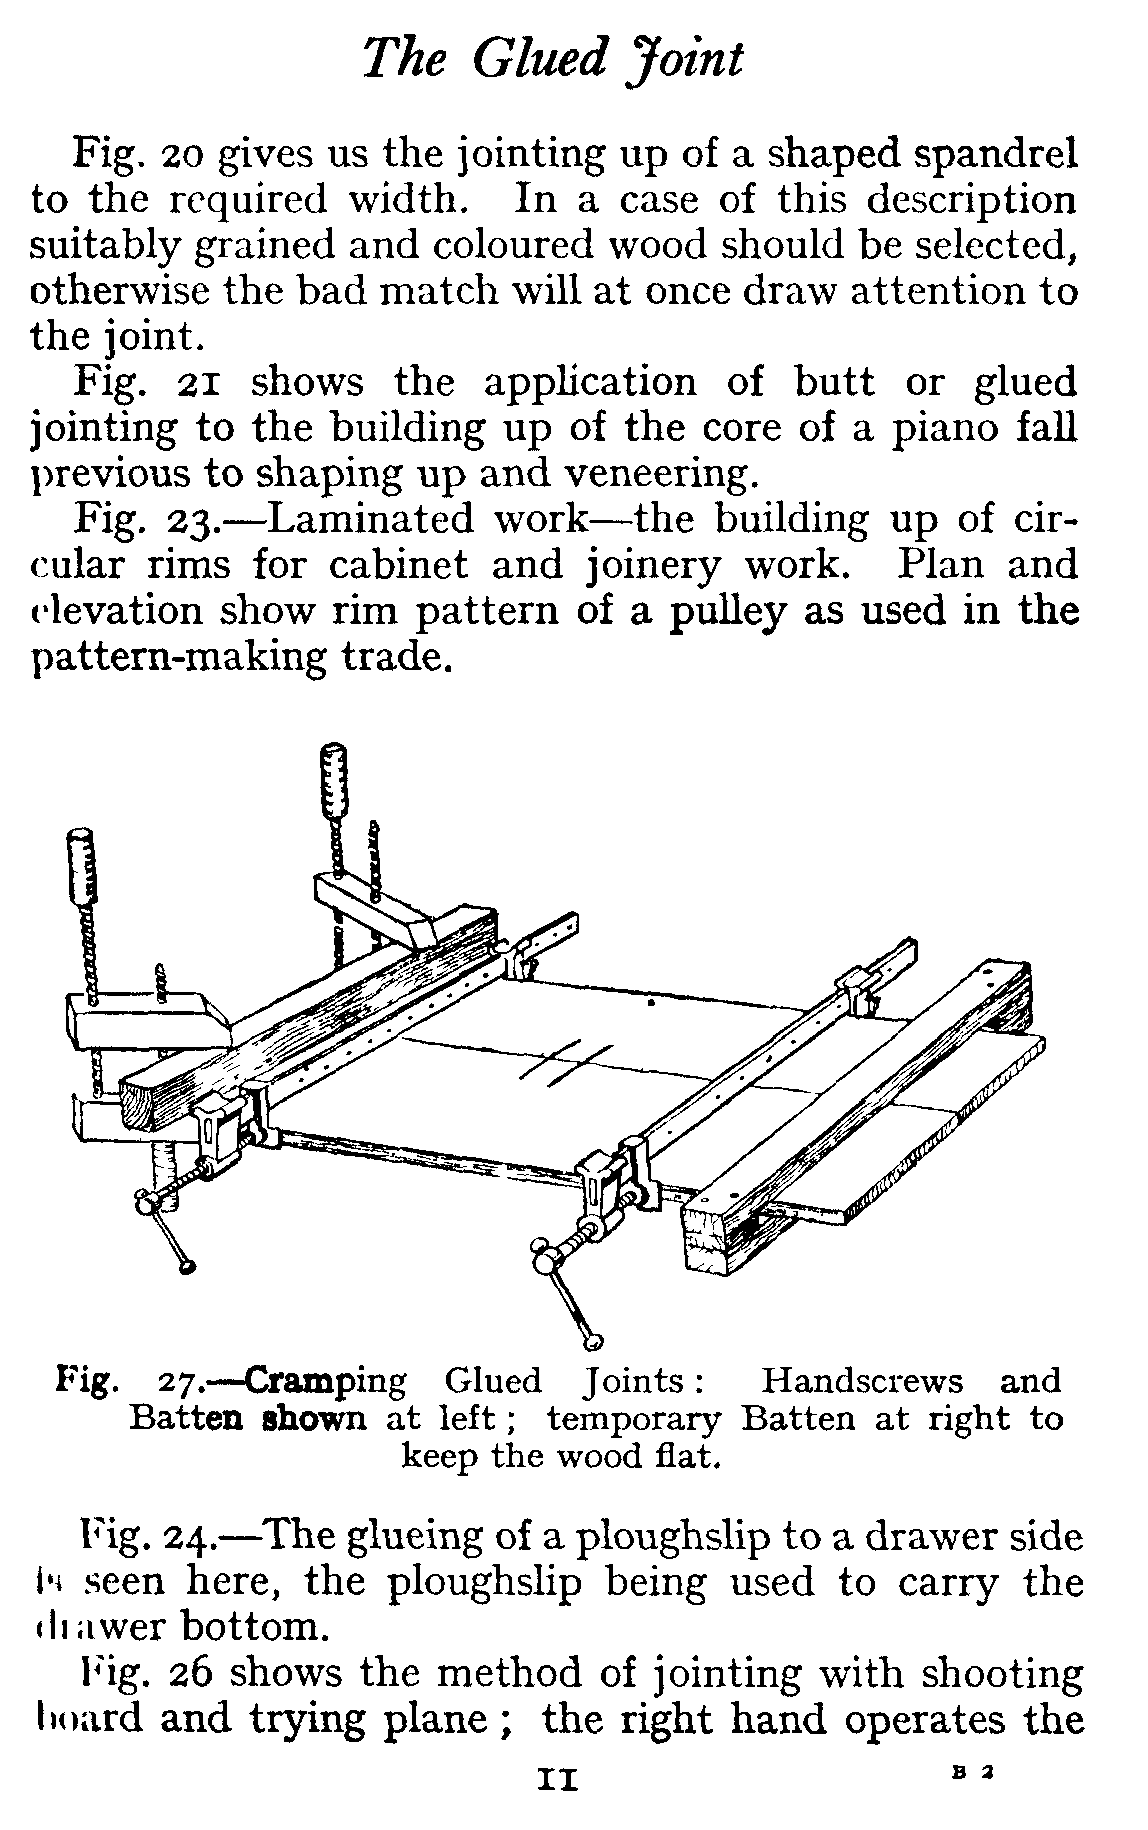 The Glued Joint
Fig. 20 gives us the jointing up of a shaped spandrel
to the required width. In a case of this description
suitably grained and coloured wood should be selected,
otherwise the bad match will at once draw attention to
the joint.
Fig. 21 shows the application of butt or glued
jointing to the building up of the core of a piano fall
previous to shaping up and veneering.
Fig. 23.—Laminated work—the building up of cir-
cular rims for cabinet and joinery work. Plan and
elevation show rim pattern of a pulley as used in the
pattern-making trade.
Fig. 27.—Cramping Glued Joints: Handscrews and
Batten shown at left; temporary Batten at right to
keep the wood flat.
Fig. 24.—The glueing of a ploughslip to a drawer side
is seen here, the ploughslip being used to carry the
drawer bottom.
Fig. 26 shows the method of jointing with shooting
board and trying plane; the right hand operates the
11 B 2